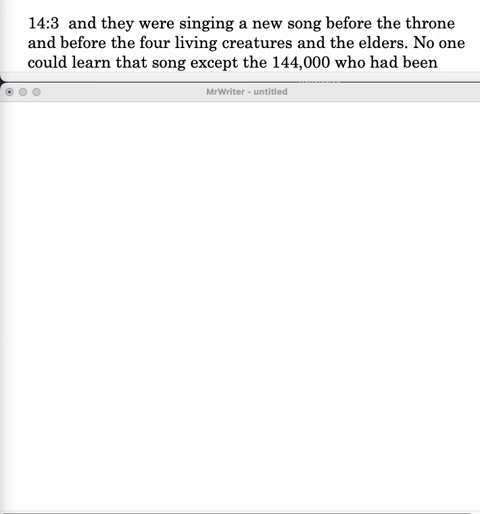 14:3 and they were singing a new song before the throne
and before the four living creatures and the elders. No one
could learn that song except the 144,000 who had been
MrWriter - untitled